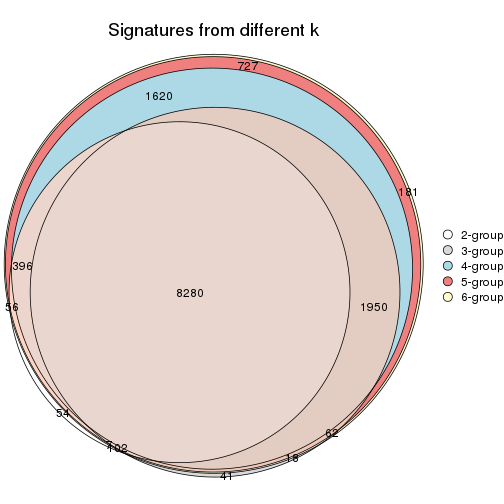 Signatures from different k
727
1620
181
396
8280
56
1950
54
62
102
18
41
2-group
3-group
4-group
5-group
6-group